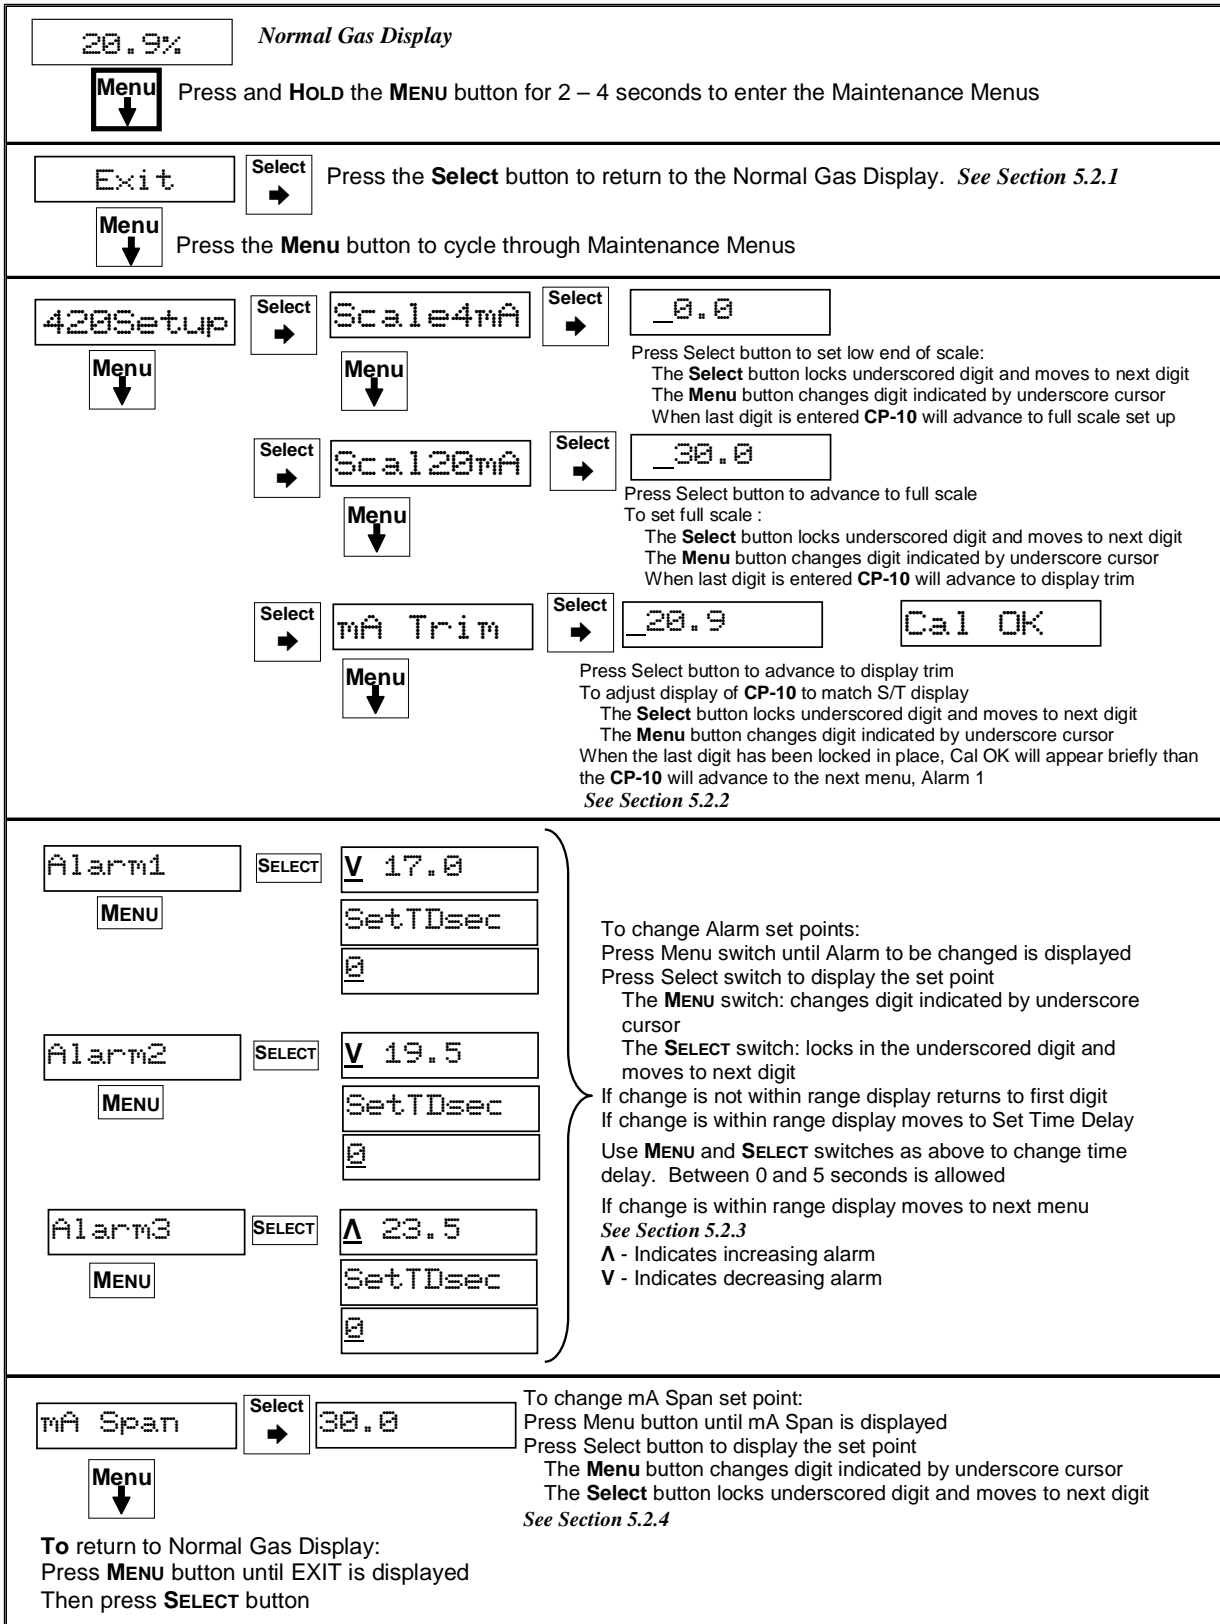 20.9%
Normal Gas Display
Menu
Press and HOLD the MENU button for 2 – 4 seconds to enter the Maintenance Menus
Exit
Select
Press the Select button to return to the Normal Gas Display. See Section 5.2.1
Menu
Press the Menu button to cycle through Maintenance Menus
420Setup
Select
Scale4mA
Select
_0.0
Menu
Menu
Press Select button to set low end of scale:
The Select button locks underscored digit and moves to next digit
The Menu button changes digit indicated by underscore cursor
When last digit is entered CP-10 will advance to full scale set up
Select
Scal20mA
Select
_30.0
Menu
Press Select button to advance to full scale
To set full scale :
The Select button locks underscored digit and moves to next digit
The Menu button changes digit indicated by underscore cursor
When last digit is entered CP-10 will advance to display trim
Select
mA Trim
Select
_20.9
Cal OK
Menu
Press Select button to advance to display trim
To adjust display of CP-10 to match S/T display
The Select button locks underscored digit and moves to next digit
The Menu button changes digit indicated by underscore cursor
When the last digit has been locked in place, Cal OK will appear briefly than
the CP-10 will advance to the next menu, Alarm 1
See Section 5.2.2
Alarm1
SELECT
V 17.0
MENU
SetTDsec
0
Alarm2
SELECT
V 19.5
MENU
SetTDsec
0
Alarm3
SELECT
Λ 23.5
MENU
SetTDsec
0
To change Alarm set points:
Press Menu switch until Alarm to be changed is displayed
Press Select switch to display the set point
The MENU switch: changes digit indicated by underscore
cursor
The SELECT switch: locks in the underscored digit and
moves to next digit
If change is not within range display returns to first digit
If change is within range display moves to Set Time Delay
Use MENU and SELECT switches as above to change time
delay. Between 0 and 5 seconds is allowed
If change is within range display moves to next menu
See Section 5.2.3
Λ - Indicates increasing alarm
V - Indicates decreasing alarm
mA Span
Select
30.0
Menu
To change mA Span set point:
Press Menu button until mA Span is displayed
Press Select button to display the set point
The Menu button changes digit indicated by underscore cursor
The Select button locks underscored digit and moves to next digit
See Section 5.2.4
To return to Normal Gas Display:
Press MENU button until EXIT is displayed
Then press SELECT button